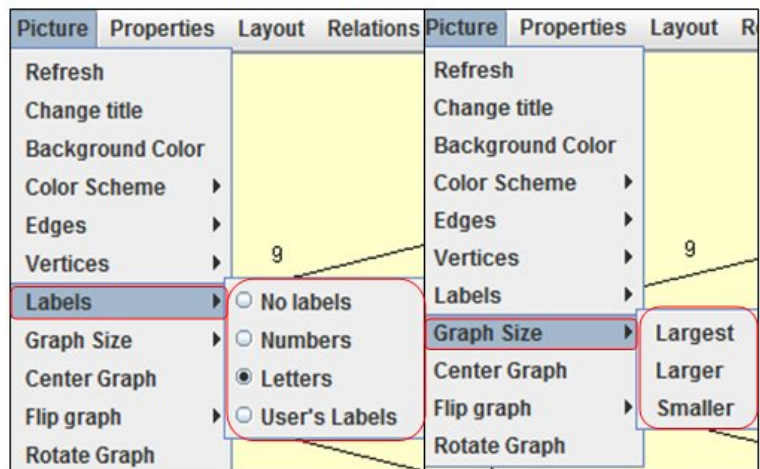 Picture Properties Layout Relations
Refresh
Change title
Background Color
Color Scheme
Edges
Vertices
9
Labels
No labels
Graph Size
Numbers
Center Graph
Letters
Flip graph
User's Labels
Rotate Graph
Picture Properties Layout
Refresh
Change title
Background Color
Color Scheme
Edges
Vertices
9
Labels
Graph Size
Largest
Center Graph
Larger
Flip graph
Smaller
Rotate Graph